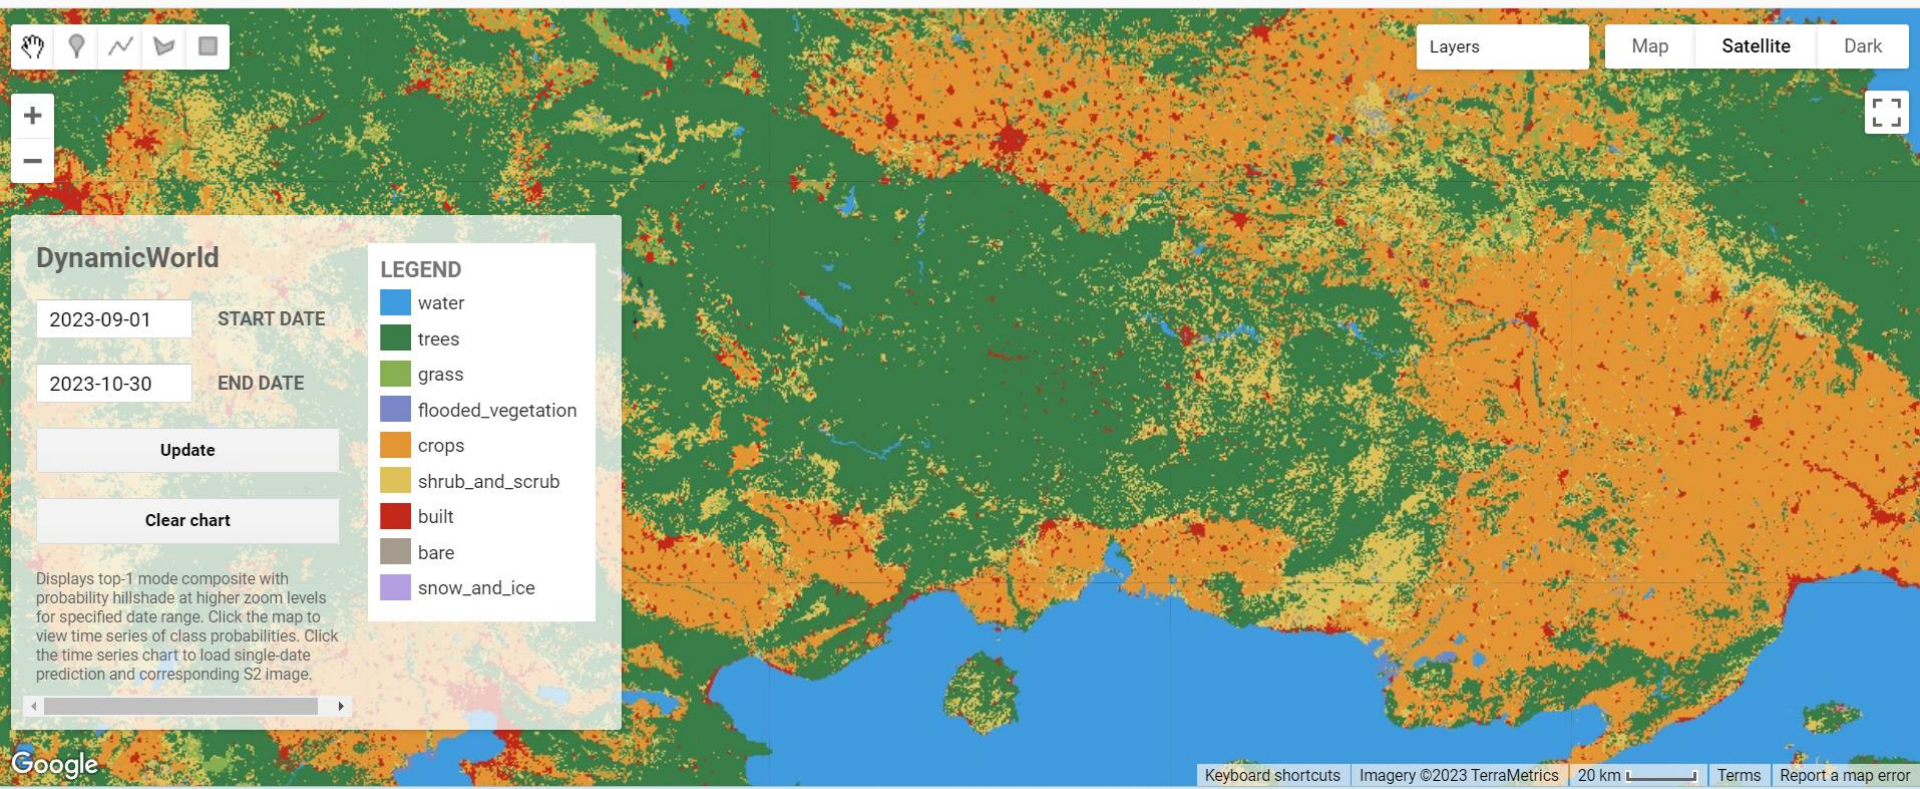 Layers
Map
Satellite
Dark
+
−
DynamicWorld
2023-09-01
START DATE
2023-10-30
END DATE
Update
Clear chart
Displays top-1 mode composite with
probability hillshade at higher zoom levels
for specified date range. Click the map to
view time series of class probabilities. Click
the time series chart to load single-date
prediction and corresponding S2 image.
LEGEND
water
trees
grass
flooded_vegetation
crops
shrub_and_scrub
built
bare
snow_and_ice
Google
Keyboard shortcuts
Imagery ©2023 TerraMetrics
20 km
Terms
Report a map error